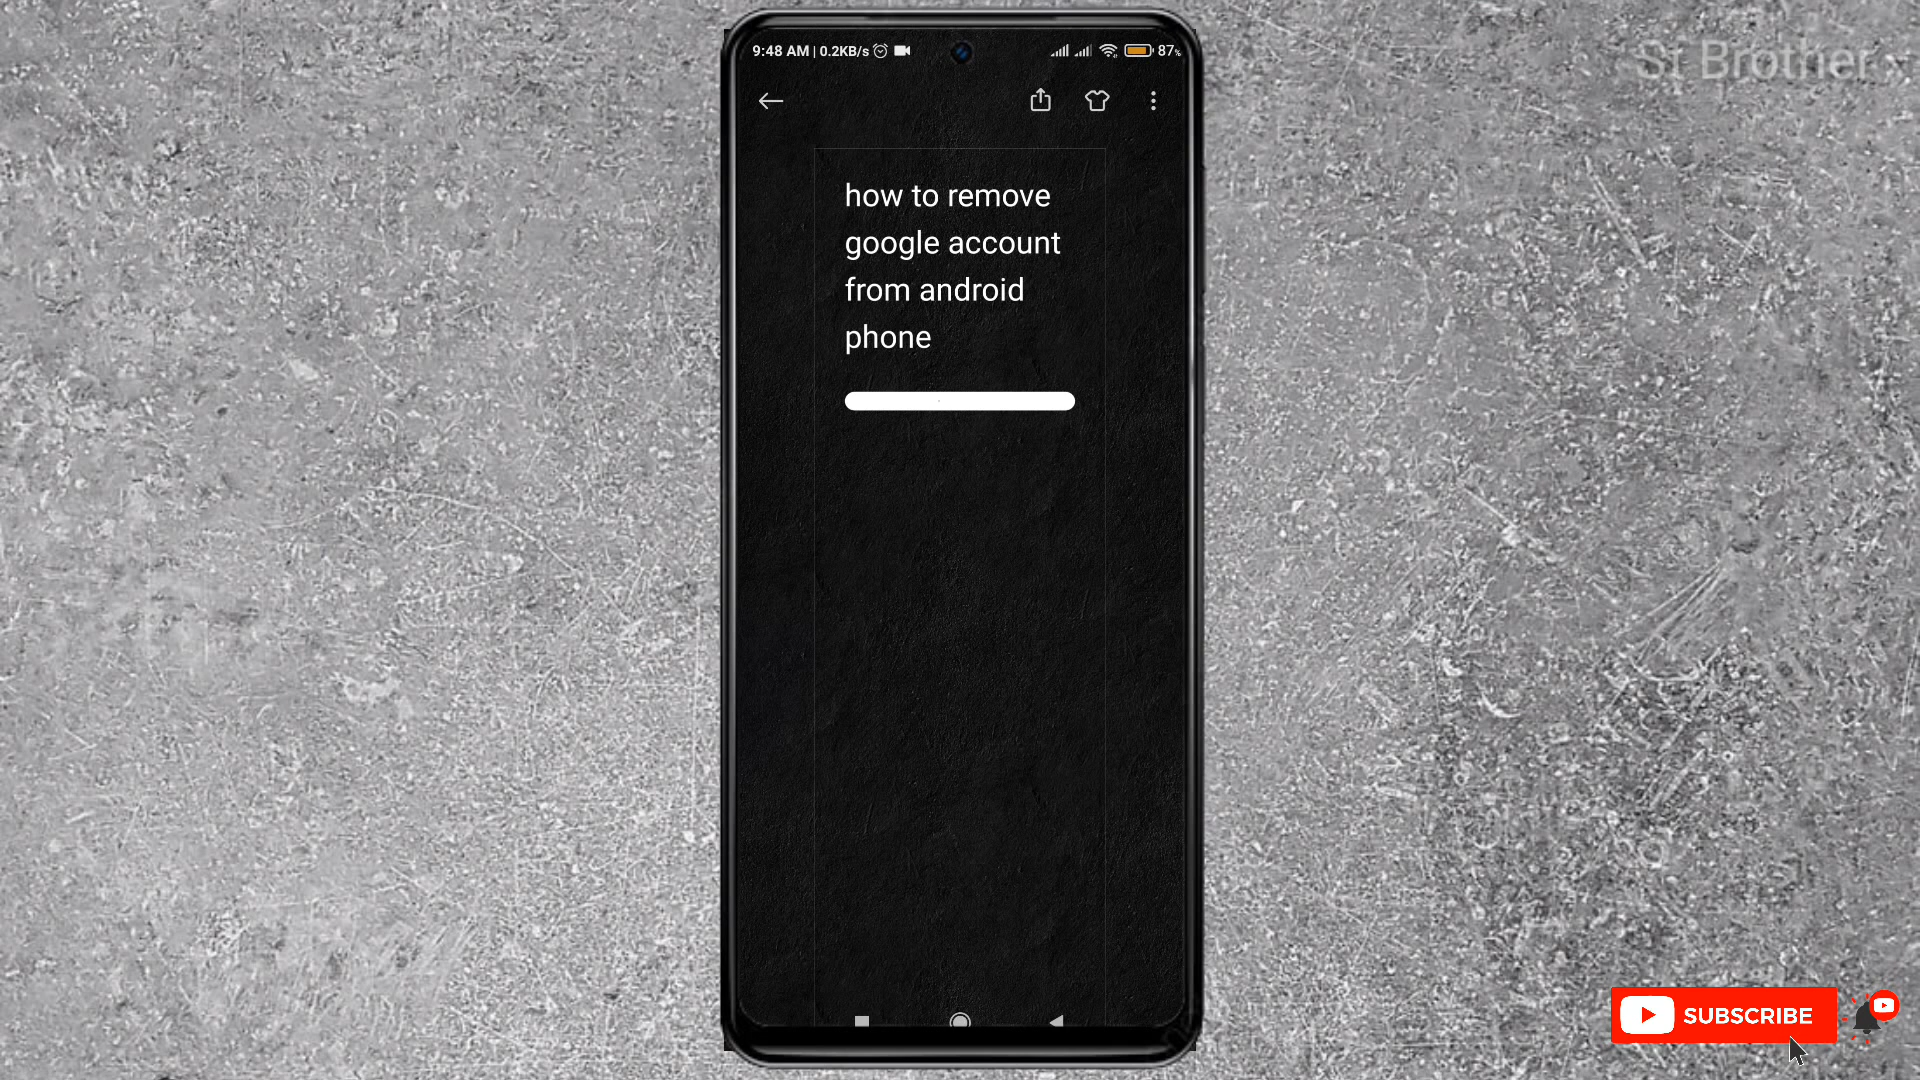 St Brother
9:48 AM | 0.2KB/s
87%
how to remove
google account
from android
phone
SUBSCRIBE